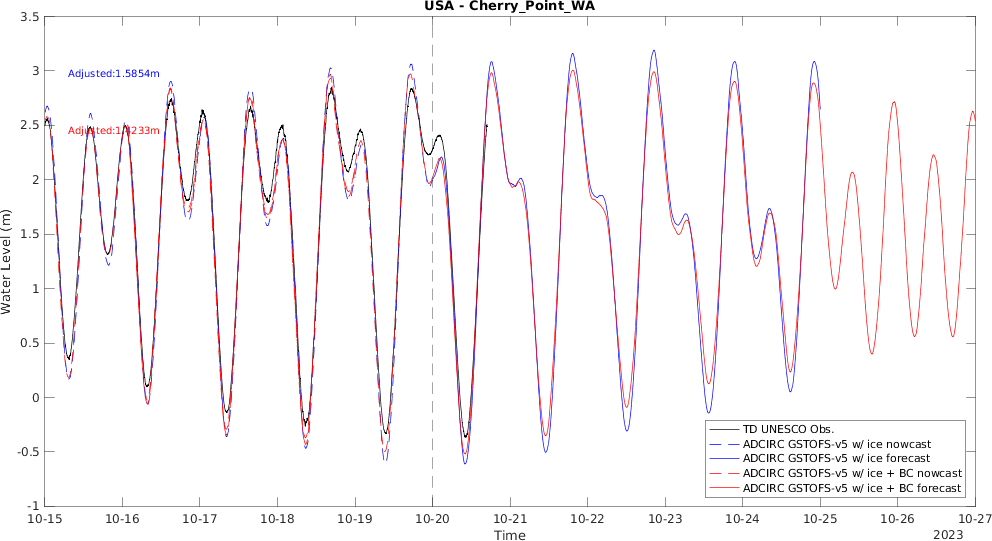 USA - Cherry_Point_WA
3.5
3
2.5
2
1.5
1
0.5
0
-0.5
-1
Water Level (m)
Adjusted:1.5854m
TD UNESCO Obs.
ADCIRC GSTOFS-v5 w/ ice nowcast
ADCIRC GSTOFS-v5 w/ ice forecast
ADCIRC GSTOFS-v5 w/ ice + BC nowcast
ADCIRC GSTOFS-v5 w/ ice + BC forecast
10-15 10-16 10-17 10-18 10-19 10-20 10-21 10-22 10-23 10-24 10-25 10-26 10-27
Time
2023